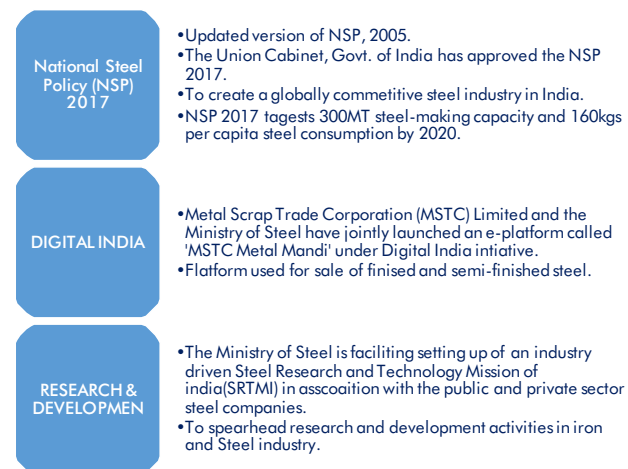 National Steel
Policy (NSP)
2017
•Updated version of NSP, 2005.
•The Union Cabinet, Govt. of India has approved the NSP
2017.
•To create a globally commetitive steel industry in India.
•NSP 2017 tagests 300MT steel-making capacity and 160kgs
per capita steel consumption by 2020.
DIGITAL INDIA
•Metal Scrap Trade Corporation (MSTC) Limited and the
Ministry of Steel have jointly launched an e-platform called
'MSTC Metal Mandi' under Digital India intiative.
•Flatform used for sale of finised and semi-finished steel.
RESEARCH &
DEVELOPMEN
•The Ministry of Steel is faciliting setting up of an industry
driven Steel Research and Technology Mission of
india(SRTMI) in asscoaition with the public and private sector
steel companies.
•To spearhead research and development activities in iron
and Steel industry.